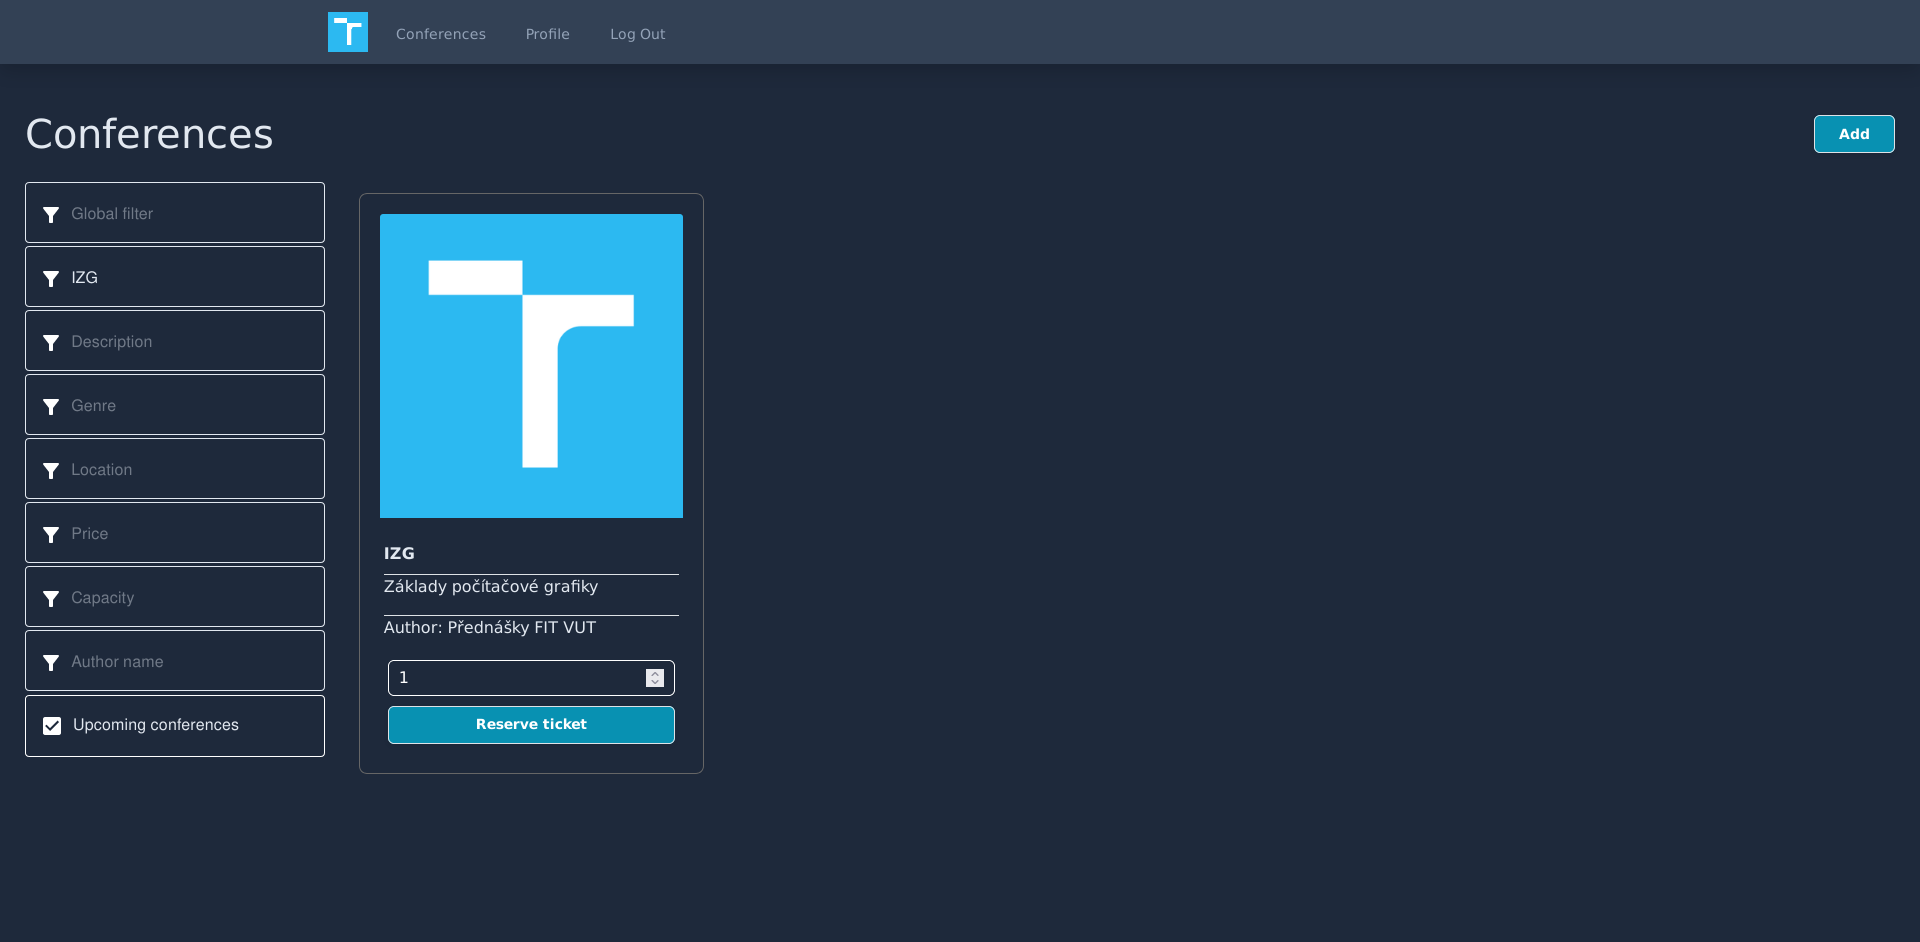 Conferences
Profile
Log Out
Conferences
Add
Global filter
IZG
Description
Genre
Location
Price
Capacity
Author name
Upcoming conferences
IZG
Základy počítačové grafiky
Author: Přednášky FIT VUT
1
Reserve ticket